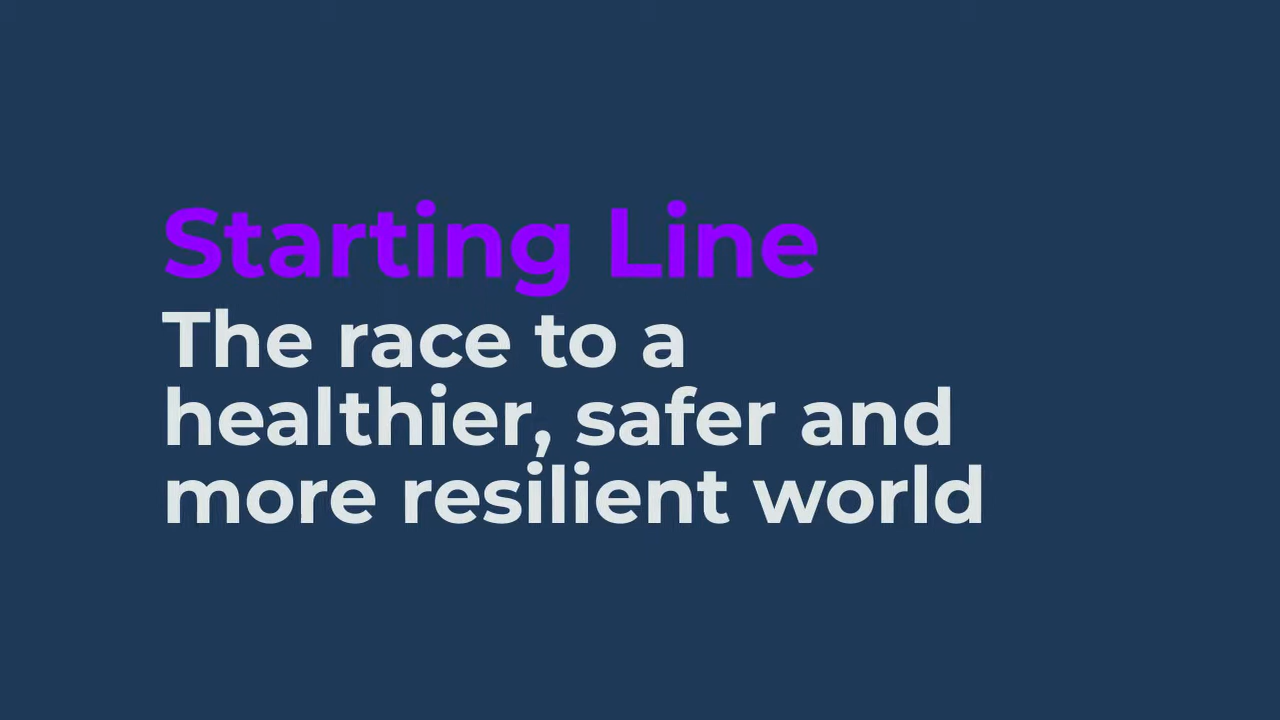 Starting Line
The race to a
healthier, safer and
more resilient world